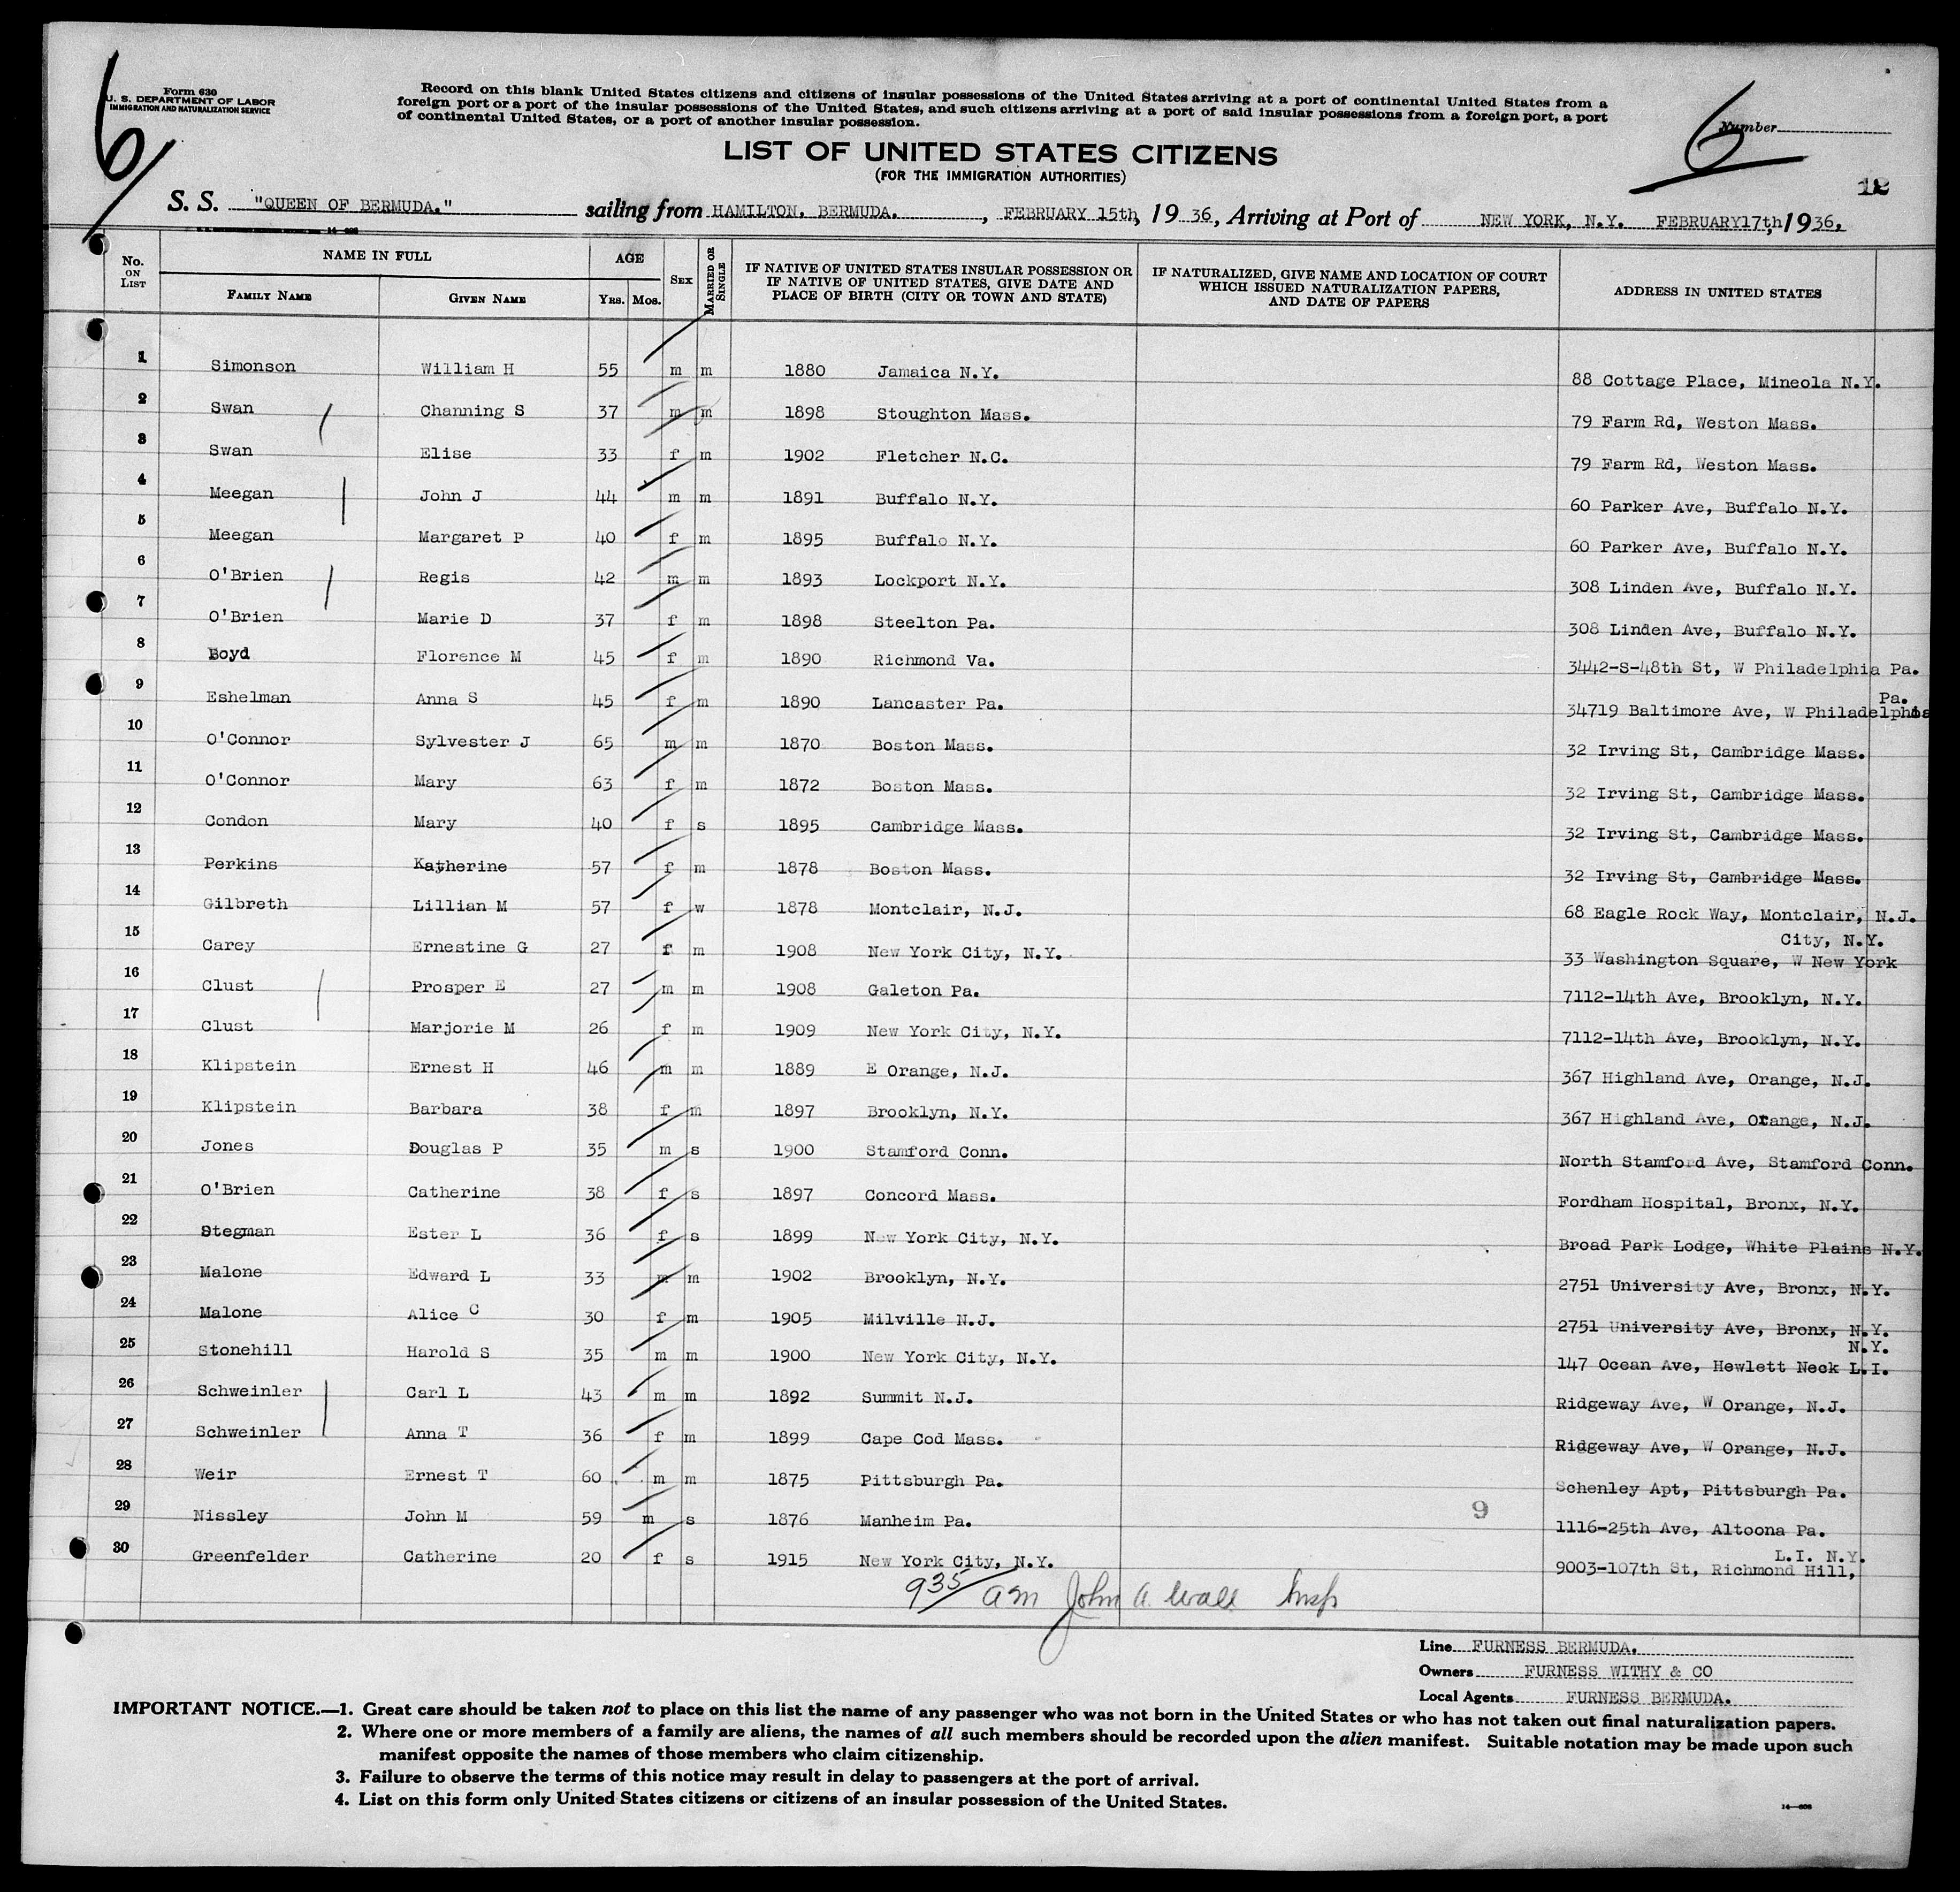 Form 630
U. S. DEPARTMENT OF LABOR
IMMIGRATION AND NATURALIZATION SERVICE
6
Record on this blank United States citizens and citizens of insular possessions of the United States arriving at a port of continental United States from a
foreign port or a port of the insular possessions of the United States, and such citizens arriving at a port of said insular possessions from a foreign port, a port
of continental United States, or a port of another insular possession.
Number
6
12
LIST OF UNITED STATES CITIZENS
(FOR THE IMMIGRATION AUTHORITIES)
S. S. "QUEEN OF BERMUDA." sailing from HAMILTON, BERMUDA. , FEBRUARY 15th, 1936, Arriving at Port of NEW YORK, N.Y. FEBRUARY17th, 1936,
No. ON LIST NAME IN FULL AGE SEX MARRIED OR SINGLE IF NATIVE OF UNITED STATES INSULAR POSSESSION OR IF NATIVE OF UNITED STATES, GIVE DATE AND PLACE OF BIRTH (CITY OR TOWN AND STATE) IF NATURALIZED, GIVE NAME AND LOCATION OF COURT WHICH ISSUED NATURALIZATION PAPERS, AND DATE OF PAPERS ADDRESS IN UNITED STATES
FAMILY NAME GIVEN NAME YRS. MOS.
1 Simonson William H 55 m m 1880 Jamaica N.Y. 88 Cottage Place, Mineola N.Y.
2 Swan Channing S 37 m m 1898 Stoughton Mass. 79 Farm Rd, Weston Mass.
3 Swan Elise 33 f m 1902 Fletcher N.C. 79 Farm Rd, Weston Mass.
4 Meegan John J 44 m m 1891 Buffalo N.Y. 60 Parker Ave, Buffalo N.Y.
5 Meegan Margaret P 40 f m 1895 Buffalo N.Y. 60 Parker Ave, Buffalo N.Y.
6 O'Brien Regis 42 m m 1893 Lockport N.Y. 308 Linden Ave, Buffalo N.Y.
7 O'Brien Marie D 37 f m 1898 Steelton Pa. 308 Linden Ave, Buffalo N.Y.
8 Boyd Florence M 45 f m 1890 Richmond Va. 3442-S-48th St, W Philadelphia Pa.
9 Eshelman Anna S 45 f m 1890 Lancaster Pa. 34719 Baltimore Ave, W Philadelphia Pa.
10 O'Connor Sylvester J 65 m m 1870 Boston Mass. 32 Irving St, Cambridge Mass.
11 O'Connor Mary 63 f m 1872 Boston Mass. 32 Irving St, Cambridge Mass.
12 Condon Mary 40 f s 1895 Cambridge Mass. 32 Irving St, Cambridge Mass.
13 Perkins Katherine 57 f m 1878 Boston Mass. 32 Irving St, Cambridge Mass.
14 Gilbreth Lillian M 57 f w 1878 Montclair, N.J. 68 Eagle Rock Way, Montclair, N.J.
15 Carey Ernestine G 27 f m 1908 New York City, N.Y. 33 Washington Square, W New York City, N.Y.
16 Clust Prosper E 27 m m 1908 Galeton Pa. 7112-14th Ave, Brooklyn, N.Y.
17 Clust Marjorie M 26 f m 1909 New York City, N.Y. 7112-14th Ave, Brooklyn, N.Y.
18 Klipstein Ernest H 46 m m 1889 E Orange, N.J. 367 Highland Ave, Orange, N.J.
19 Klipstein Barbara 38 f m 1897 Brooklyn, N.Y. 367 Highland Ave, Orange, N.J.
20 Jones Douglas P 35 m s 1900 Stamford Conn. North Stamford Ave, Stamford Conn.
21 O'Brien Catherine 38 f s 1897 Concord Mass. Fordham Hospital, Bronx, N.Y.
22 Stegman Ester L 36 f s 1899 New York City, N.Y. Broad Park Lodge, White Plains N.Y.
23 Malone Edward L 33 m m 1902 Brooklyn, N.Y. 2751 University Ave, Bronx, N.Y.
24 Malone Alice C 30 f m 1905 Milville N.J. 2751 University Ave, Bronx, N.Y.
25 Stonehill Harold S 35 m m 1900 New York City, N.Y. 147 Ocean Ave, Hewlett Neck L.I. N.Y.
26 Schweinler Carl L 43 m m 1892 Summit N.J. Ridgeway Ave, W Orange, N.J.
27 Schweinler Anna T 36 f m 1899 Cape Cod Mass. Ridgeway Ave, W Orange, N.J.
28 Weir Ernest T 60 m m 1875 Pittsburgh Pa. Schenley Apt, Pittsburgh Pa.
29 Nissley John M 59 m s 1876 Manheim Pa. 9 1116-25th Ave, Altoona Pa.
30 Greenfelder Catherine 20 f s 1915 New York City, N.Y. 9003-107th St, Richmond Hill, L.I. N.Y.
935 am John A. Wall Insp
Line FURNESS BERMUDA.
Owners FURNESS WITHY & CO
Local Agents FURNESS BERMUDA.
IMPORTANT NOTICE.—1. Great care should be taken not to place on this list the name of any passenger who was not born in the United States or who has not taken out final naturalization papers.
2. Where one or more members of a family are aliens, the names of all such members should be recorded upon the alien manifest. Suitable notation may be made upon such
manifest opposite the names of those members who claim citizenship.
3. Failure to observe the terms of this notice may result in delay to passengers at the port of arrival.
4. List on this form only United States citizens or citizens of an insular possession of the United States.